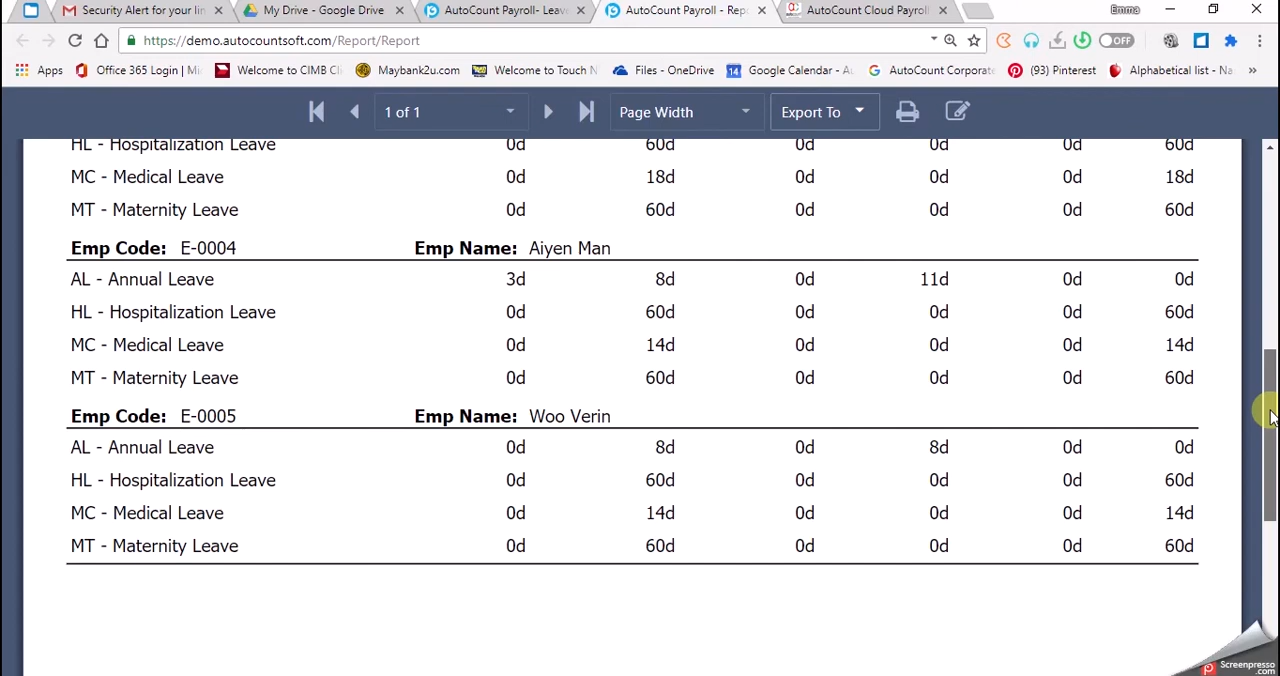 Security Alert for your lin
My Drive - Google Drive
AutoCount Payroll- Leave
AutoCount Payroll - Repo
AutoCount Cloud Payroll
Emma
https://demo.autocountsoft.com/Report/Report
OFF
Apps
Office 365 Login | Mi
Welcome to CIMB Cli
Maybank2u.com
Welcome to Touch N
Files - OneDrive
14
Google Calendar - A
AutoCount Corporate
(93) Pinterest
Alphabetical list - Na
»
1 of 1
Page Width
Export To
HL - Hospitalization Leave 0d 60d 0d 0d 0d 60d
MC - Medical Leave 0d 18d 0d 0d 0d 18d
MT - Maternity Leave 0d 60d 0d 0d 0d 60d
Emp Code: E-0004 Emp Name: Aiyen Man
AL - Annual Leave 3d 8d 0d 11d 0d 0d
HL - Hospitalization Leave 0d 60d 0d 0d 0d 60d
MC - Medical Leave 0d 14d 0d 0d 0d 14d
MT - Maternity Leave 0d 60d 0d 0d 0d 60d
Emp Code: E-0005 Emp Name: Woo Verin
AL - Annual Leave 0d 8d 0d 8d 0d 0d
HL - Hospitalization Leave 0d 60d 0d 0d 0d 60d
MC - Medical Leave 0d 14d 0d 0d 0d 14d
MT - Maternity Leave 0d 60d 0d 0d 0d 60d
Screenpresso
.com